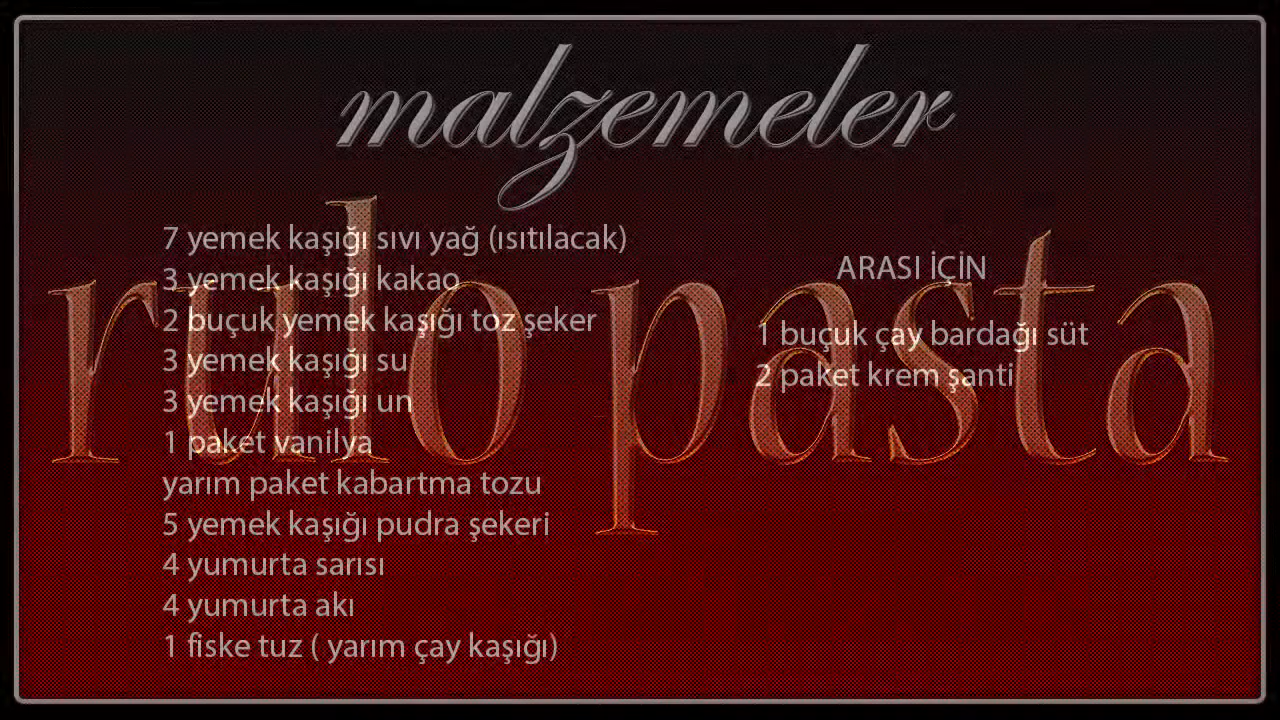 malzemeler
rulo pasta
7 yemek kaşığı sıvı yağ (ısıtılacak)
3 yemek kaşığı kakao
2 buçuk yemek kaşığı toz şeker
3 yemek kaşığı su
3 yemek kaşığı un
1 paket vanilya
yarım paket kabartma tozu
5 yemek kaşığı pudra şekeri
4 yumurta sarısı
4 yumurta akı
1 fiske tuz ( yarım çay kaşığı)
ARASI İÇİN
1 buçuk çay bardağı süt
2 paket krem şanti